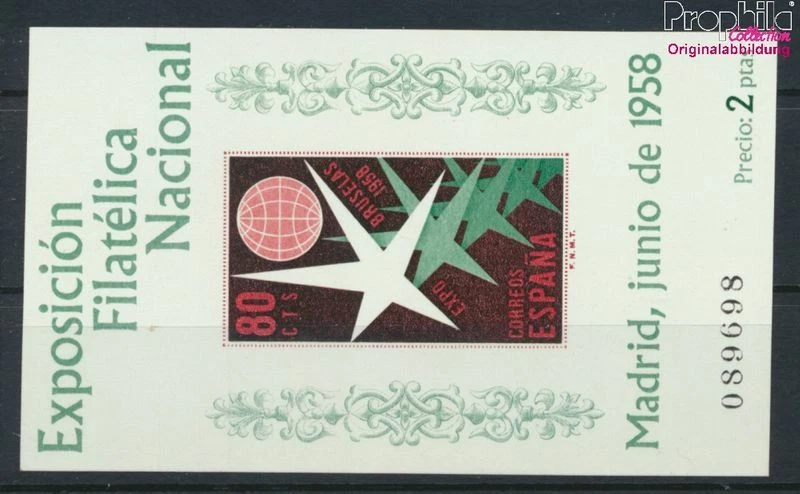 Prophila
Collection
Originalabbildung
Exposición
Filatélica
Nacional
BRUSELAS
1958
EXPO
80
CTS
CORREOS
ESPAÑA
F.N.M.T.
Madrid, junio de 1958
Precio: 2 ptas
089698